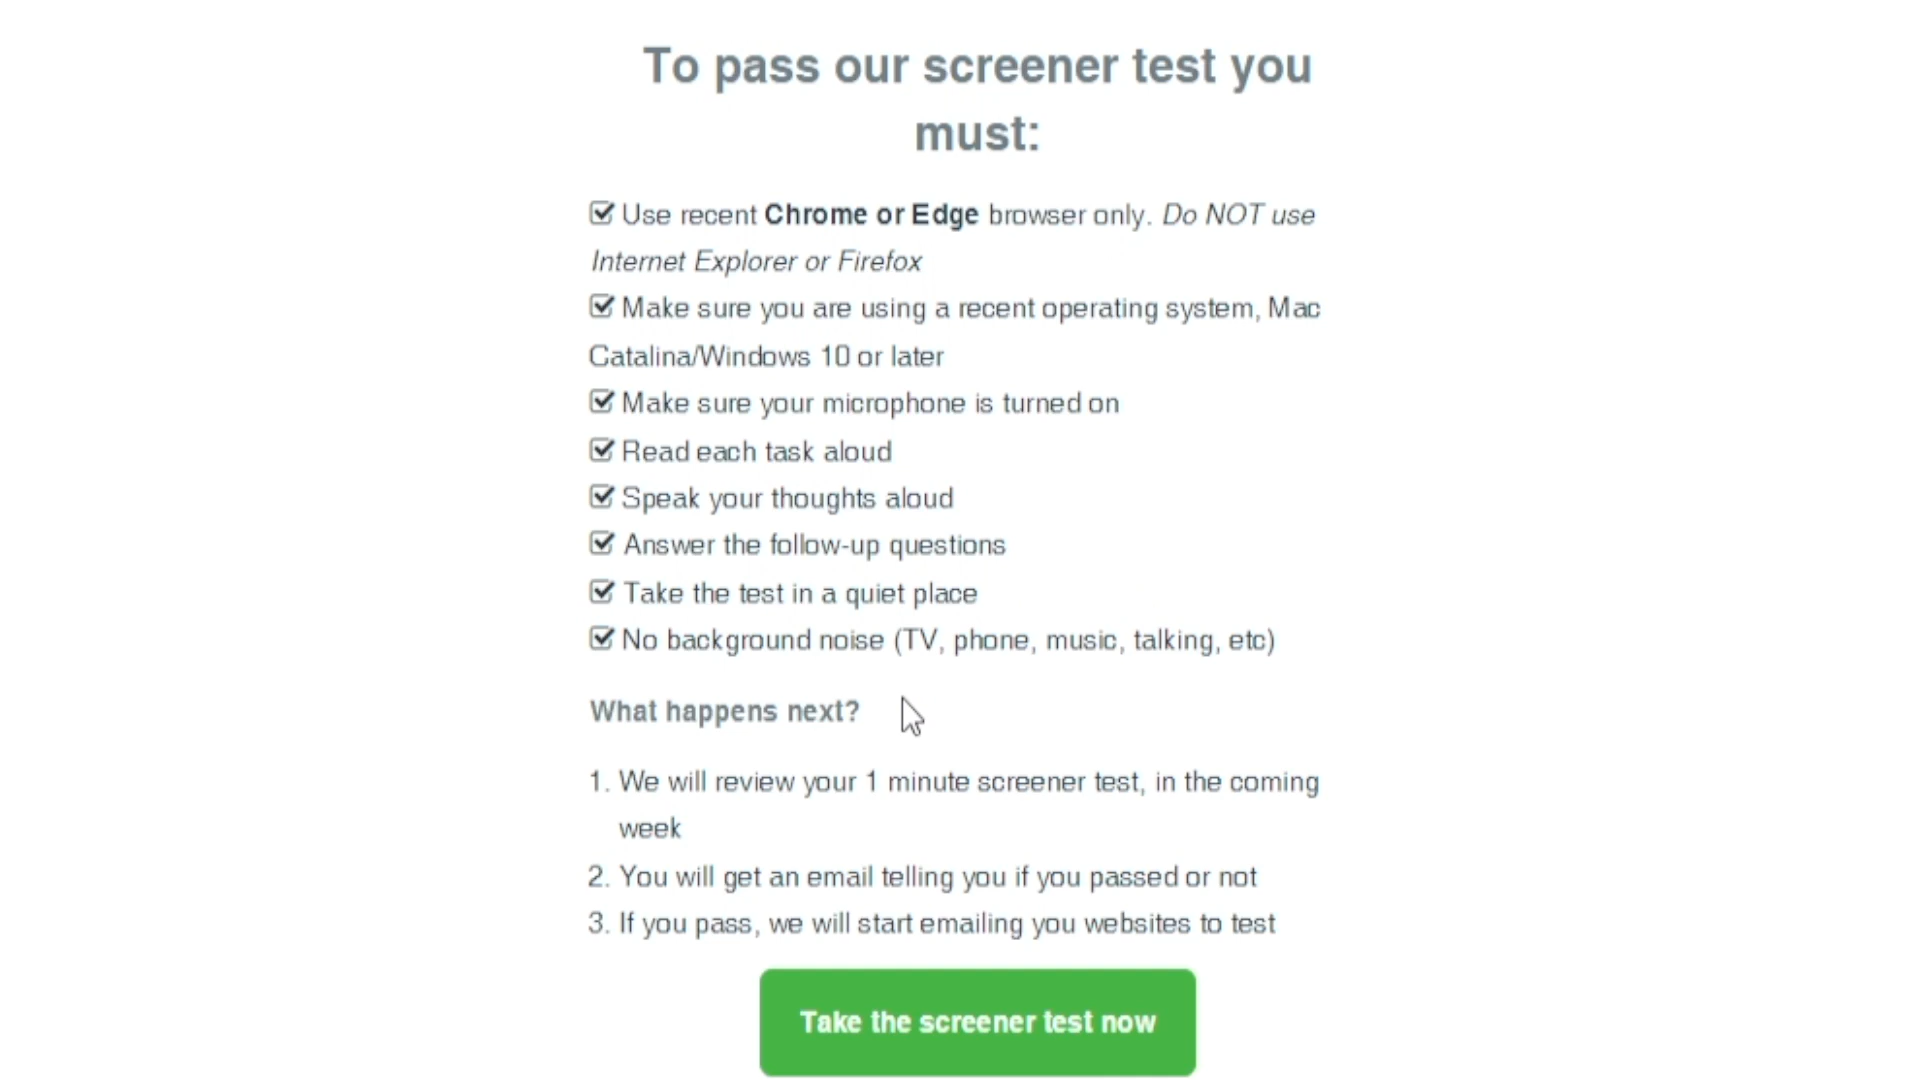 To pass our screener test you
must:
Use recent Chrome or Edge browser only. Do NOT use
Internet Explorer or Firefox
Make sure you are using a recent operating system, Mac
Catalina/Windows 10 or later
Make sure your microphone is turned on
Read each task aloud
Speak your thoughts aloud
Answer the follow-up questions
Take the test in a quiet place
No background noise (TV, phone, music, talking, etc)
What happens next?
1. We will review your 1 minute screener test, in the coming
week
2. You will get an email telling you if you passed or not
3. If you pass, we will start emailing you websites to test
Take the screener test now